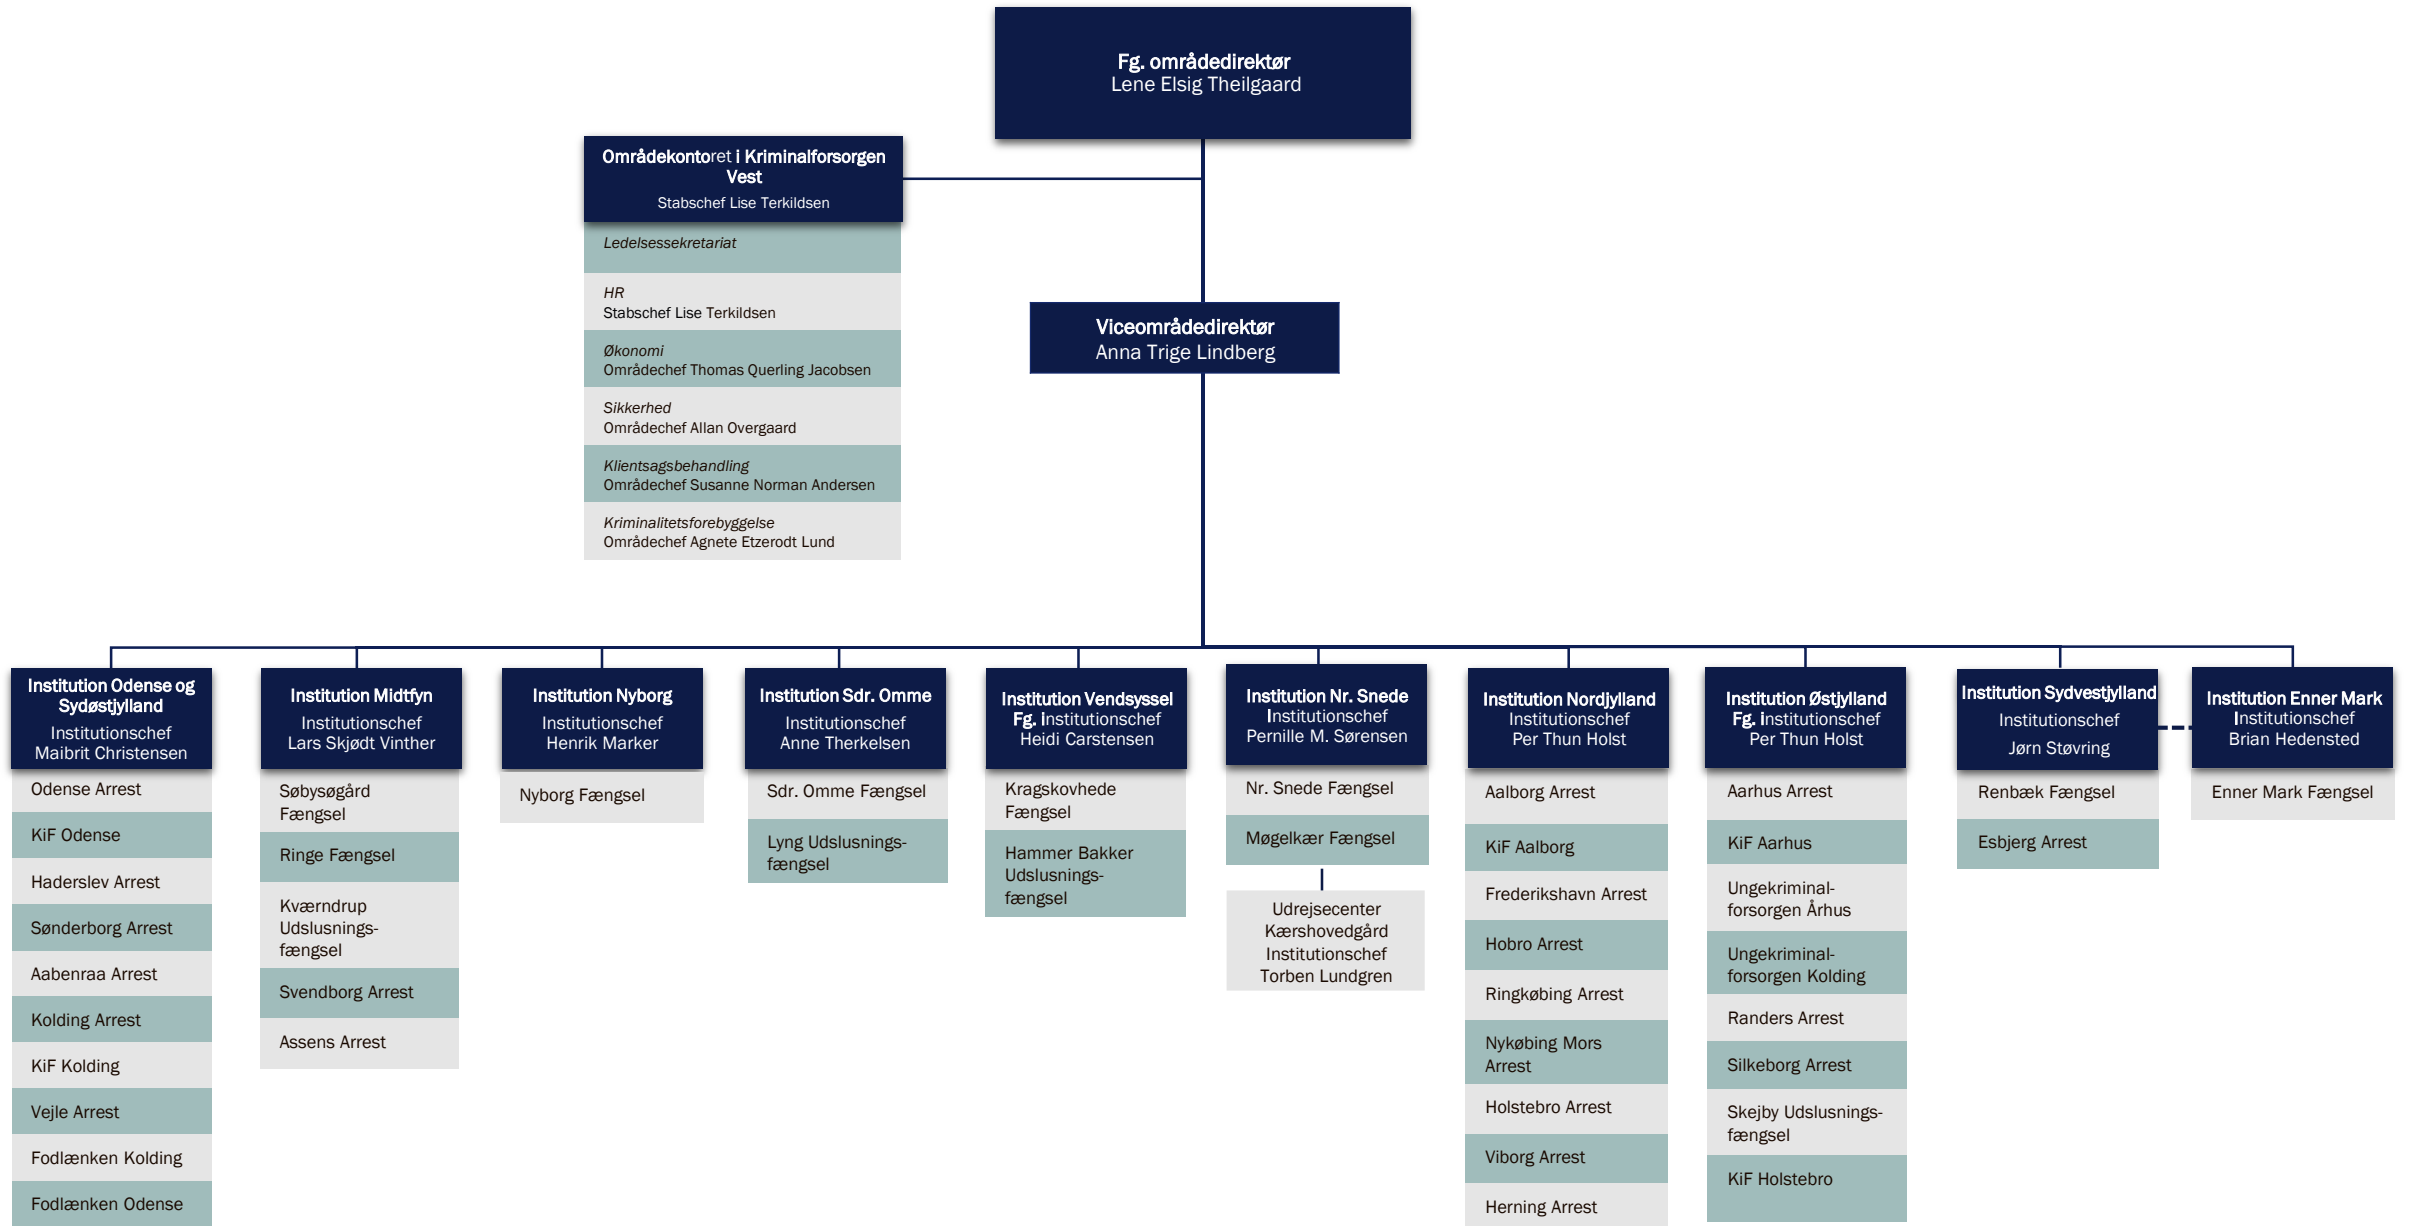 Fg. områdedirektør
Lene Elsig Theilgaard
Områdekontoret i Kriminalforsorgen
Vest
Stabschef Lise Terkildsen
Ledelsessekretariat
HR
Stabschef Lise Terkildsen
Økonomi
Områdechef Thomas Querling Jacobsen
Sikkerhed
Områdechef Allan Overgaard
Klientsagsbehandling
Områdechef Susanne Norman Andersen
Kriminalitetsforebyggelse
Områdechef Agnete Etzerodt Lund
Viceområdedirektør
Anna Trige Lindberg
Institution Odense og
Sydøstjylland
Institutionschef
Maibrit Christensen
Odense Arrest
KiF Odense
Haderslev Arrest
Sønderborg Arrest
Aabenraa Arrest
Kolding Arrest
KiF Kolding
Vejle Arrest
Fodlænken Kolding
Fodlænken Odense
Institution Midtfyn
Institutionschef
Lars Skjødt Vinther
Søbysøgård
Fængsel
Ringe Fængsel
Kværndrup
Udslusnings-
fængsel
Svendborg Arrest
Assens Arrest
Institution Nyborg
Institutionschef
Henrik Marker
Nyborg Fængsel
Institution Sdr. Omme
Institutionschef
Anne Therkelsen
Sdr. Omme Fængsel
Lyng Udslusnings-
fængsel
Institution Vendsyssel
Fg. institutionschef
Heidi Carstensen
Kragskovhede
Fængsel
Hammer Bakker
Udslusnings-
fængsel
Institution Nr. Snede
Institutionschef
Pernille M. Sørensen
Nr. Snede Fængsel
Møgelkær Fængsel
Udrejsecenter
Kærshovedgård
Institutionschef
Torben Lundgren
Institution Nordjylland
Institutionschef
Per Thun Holst
Aalborg Arrest
KiF Aalborg
Frederikshavn Arrest
Hobro Arrest
Ringkøbing Arrest
Nykøbing Mors
Arrest
Holstebro Arrest
Viborg Arrest
Herning Arrest
Institution Østjylland
Fg. institutionschef
Per Thun Holst
Aarhus Arrest
KiF Aarhus
Ungekriminal-
forsorgen Århus
Ungekriminal-
forsorgen Kolding
Randers Arrest
Silkeborg Arrest
Skejby Udslusnings-
fængsel
KiF Holstebro
Institution Sydvestjylland
Institutionschef
Jørn Støvring
Renbæk Fængsel
Esbjerg Arrest
Institution Enner Mark
Institutionschef
Brian Hedensted
Enner Mark Fængsel